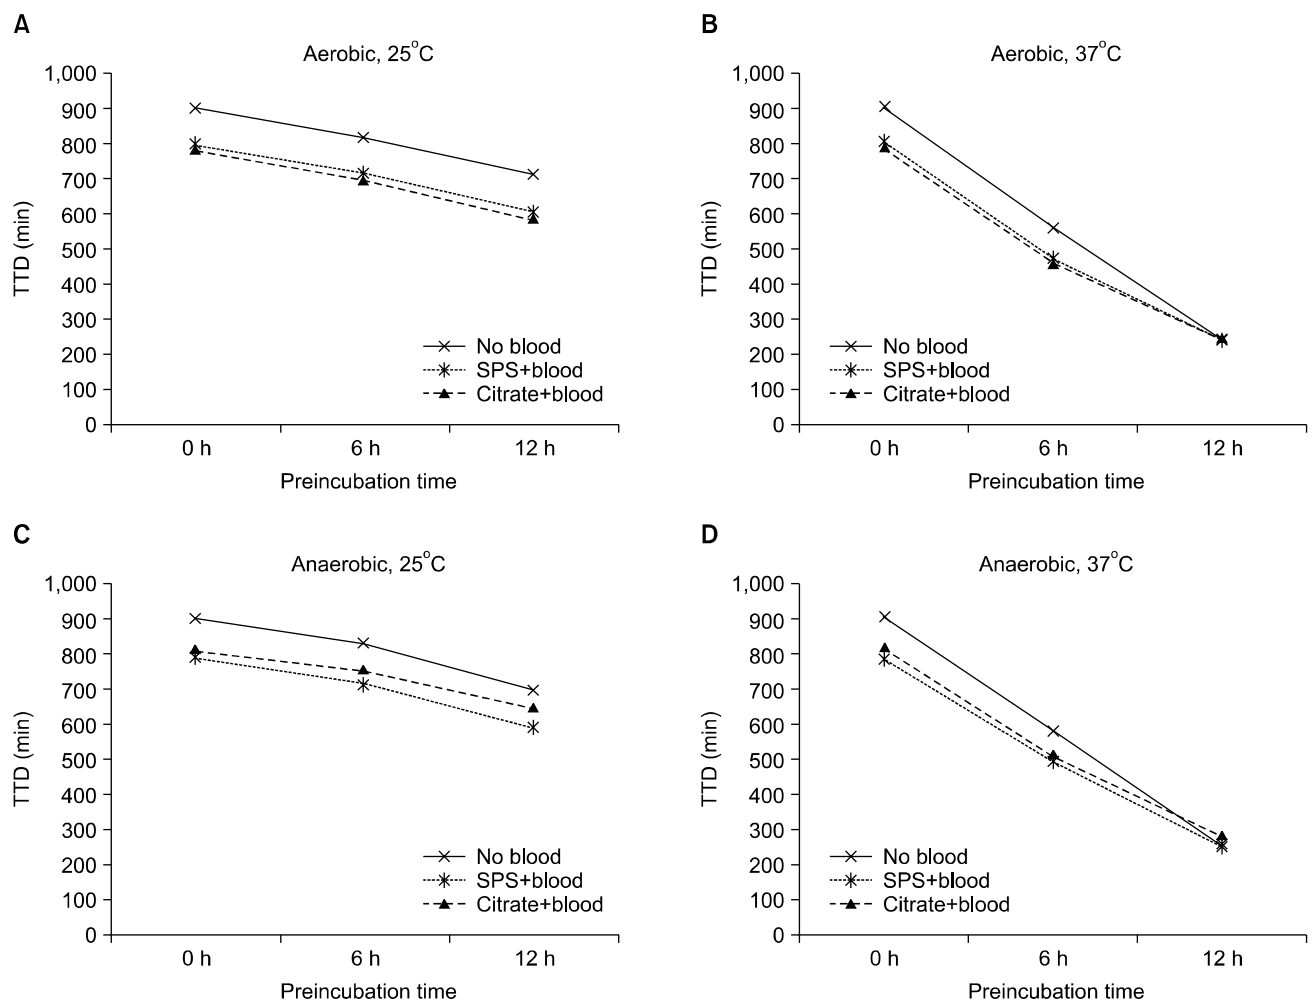 A
Aerobic, 25°C
1,000
900
800
700
600
500
400
300
200
100
0
TTD (min)
No blood
SPS+blood
Citrate+blood
0 h 6 h 12 h
Preincubation time
B
Aerobic, 37°C
1,000
900
800
700
600
500
400
300
200
100
0
TTD (min)
No blood
SPS+blood
Citrate+blood
0 h 6 h 12 h
Preincubation time
C
Anaerobic, 25°C
1,000
900
800
700
600
500
400
300
200
100
0
TTD (min)
No blood
SPS+blood
Citrate+blood
0 h 6 h 12 h
Preincubation time
D
Anaerobic, 37°C
1,000
900
800
700
600
500
400
300
200
100
0
TTD (min)
No blood
SPS+blood
Citrate+blood
0 h 6 h 12 h
Preincubation time